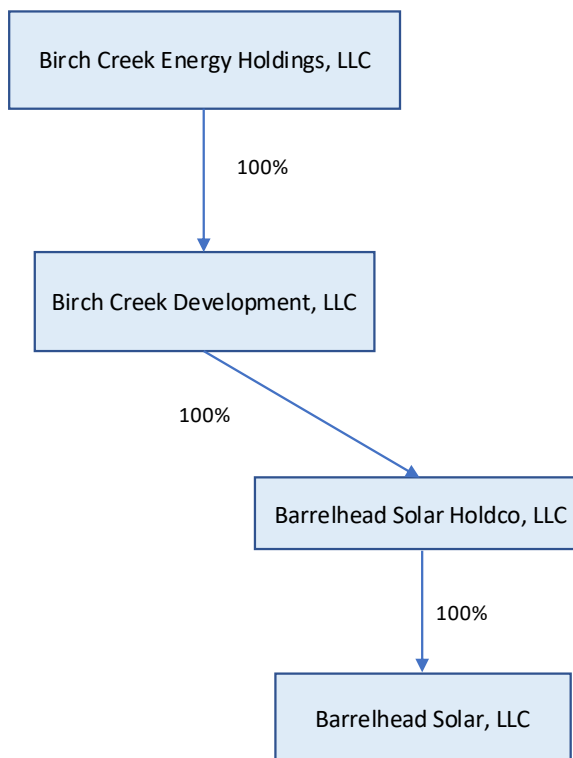 Birch Creek Energy Holdings, LLC
100%
Birch Creek Development, LLC
100%
Barrelhead Solar Holdco, LLC
100%
Barrelhead Solar, LLC